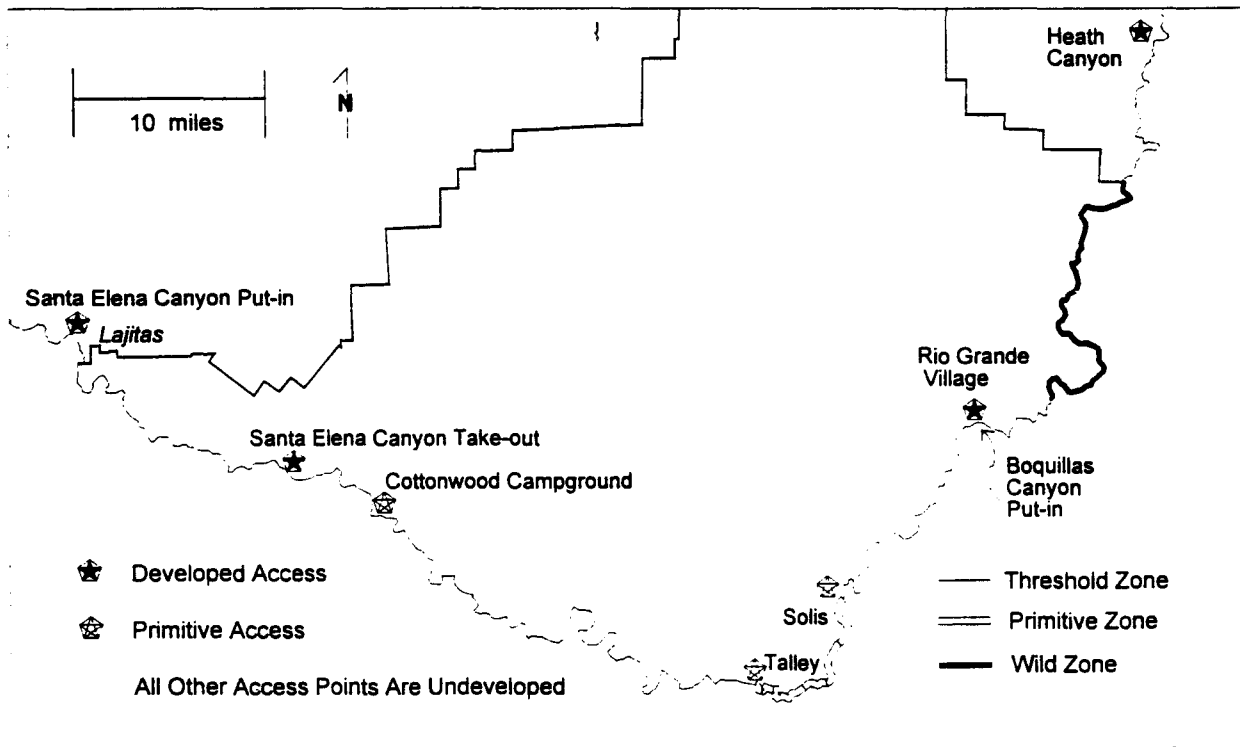 Heath
Canyon
N
10 miles
Santa Elena Canyon Put-in
Lajitas
Rio Grande
Village
Santa Elena Canyon Take-out
Cottonwood Campground
Boquillas
Canyon
Put-in
Developed Access
Threshold Zone
Solis
Primitive Access
Primitive Zone
Talley
Wild Zone
All Other Access Points Are Undeveloped